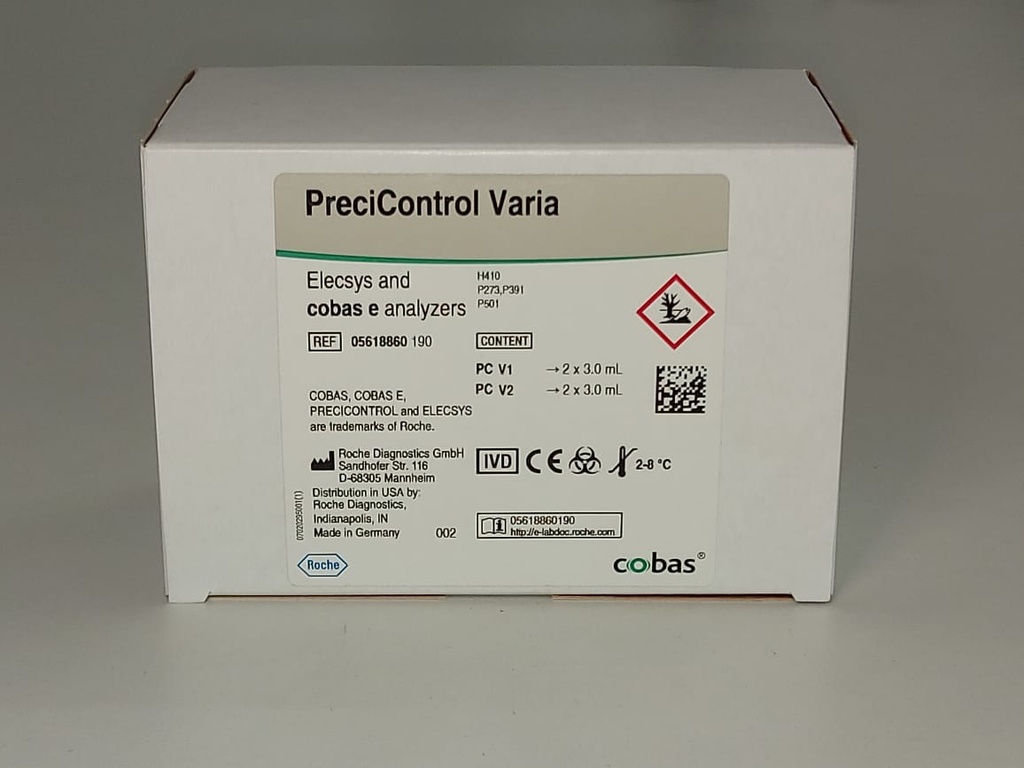 PreciControl Varia
Elecsys and
cobas e analyzers
REF 05618860 190
H410
P273,P391
P501
CONTENT
PC V1 → 2 x 3.0 mL
PC V2 → 2 x 3.0 mL
COBAS, COBAS E,
PRECICONTROL and ELECSYS
are trademarks of Roche.
Roche Diagnostics GmbH
Sandhofer Str. 116
D-68305 Mannheim
Distribution in USA by:
Roche Diagnostics,
Indianapolis, IN
Made in Germany 002
IVD CE 2-8 °C
05618860190
http://e-labdoc.roche.com
Roche
cobas®